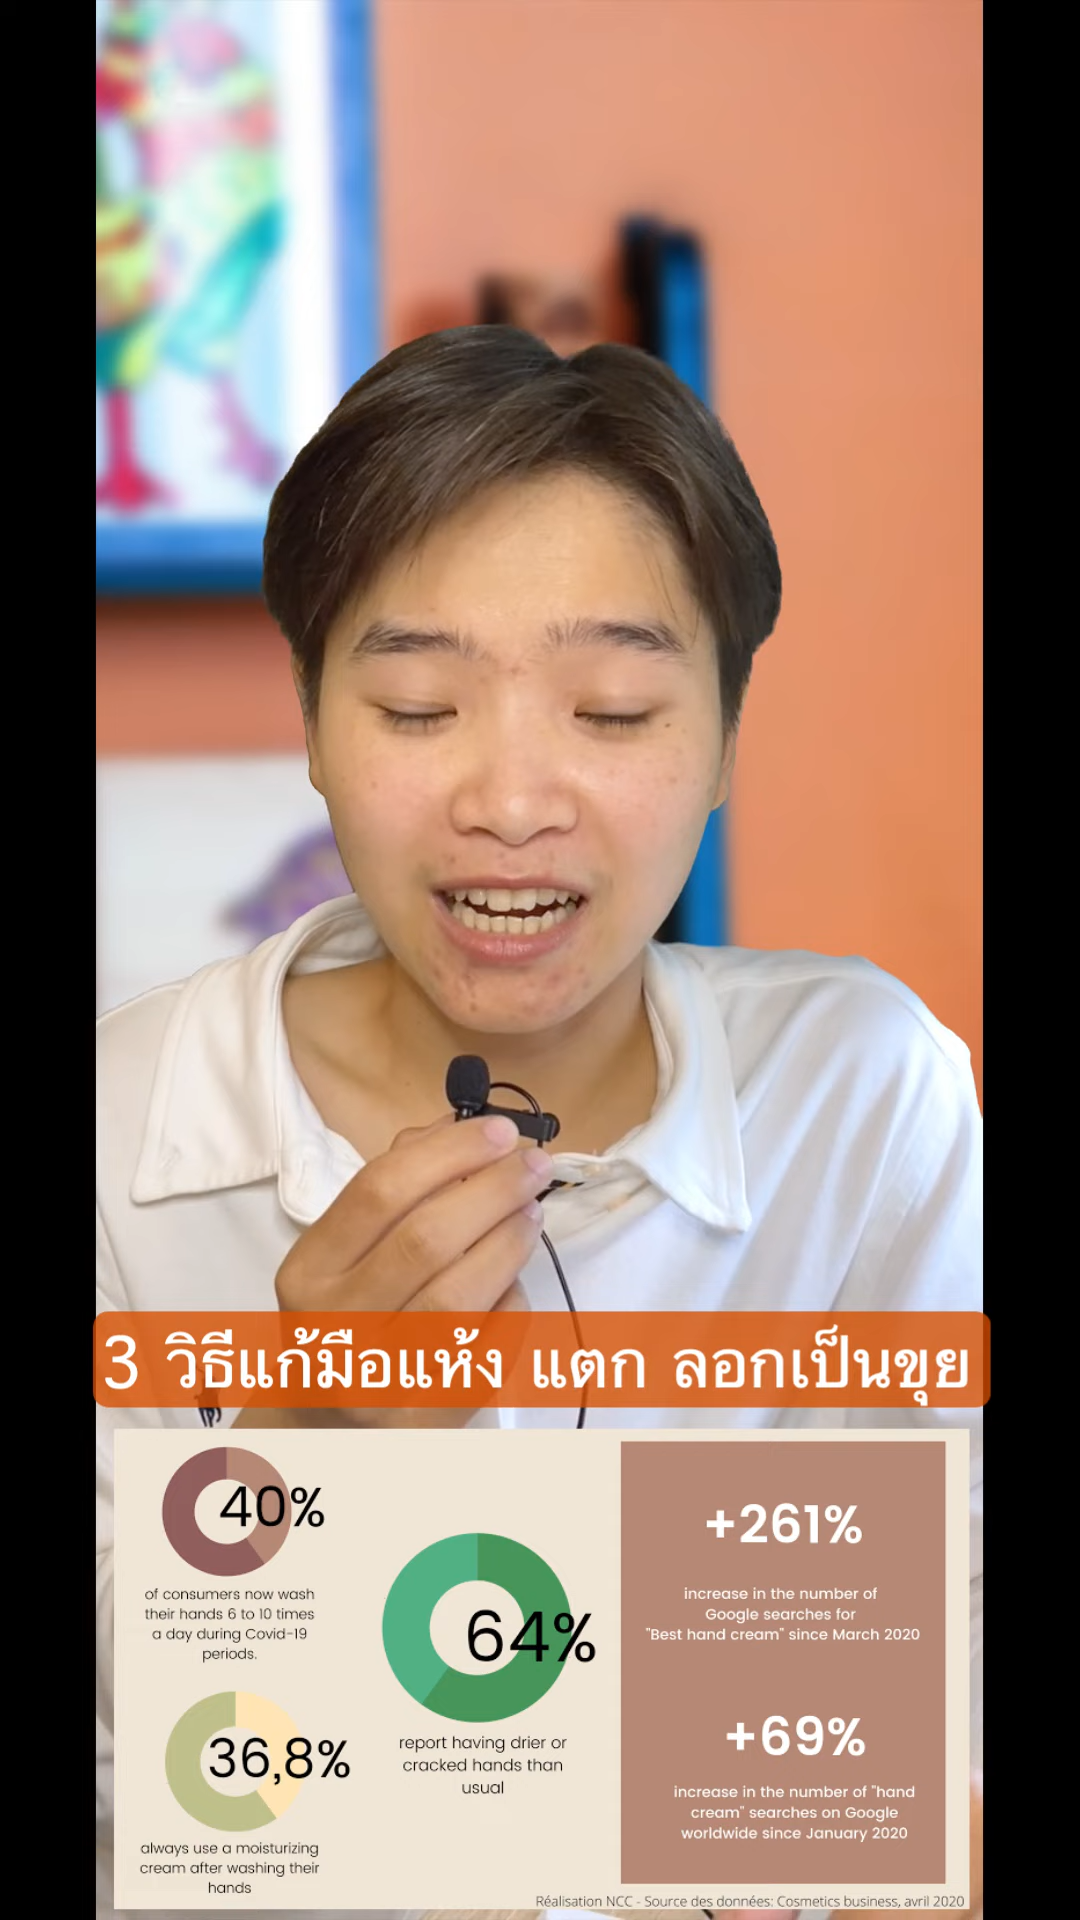 3 วิธีแก้มือแห้ง แตก ลอกเป็นขุย
40%
of consumers now wash
their hands 6 to 10 times
a day during Covid-19
periods.
36,8%
always use a moisturizing
cream after washing their
hands
64%
report having drier or
cracked hands than
usual
+261%
increase in the number of
Google searches for
"Best hand cream" since March 2020
+69%
increase in the number of "hand
cream" searches on Google
worldwide since January 2020
Réalisation NCC - Source des données: Cosmetics business, avril 2020